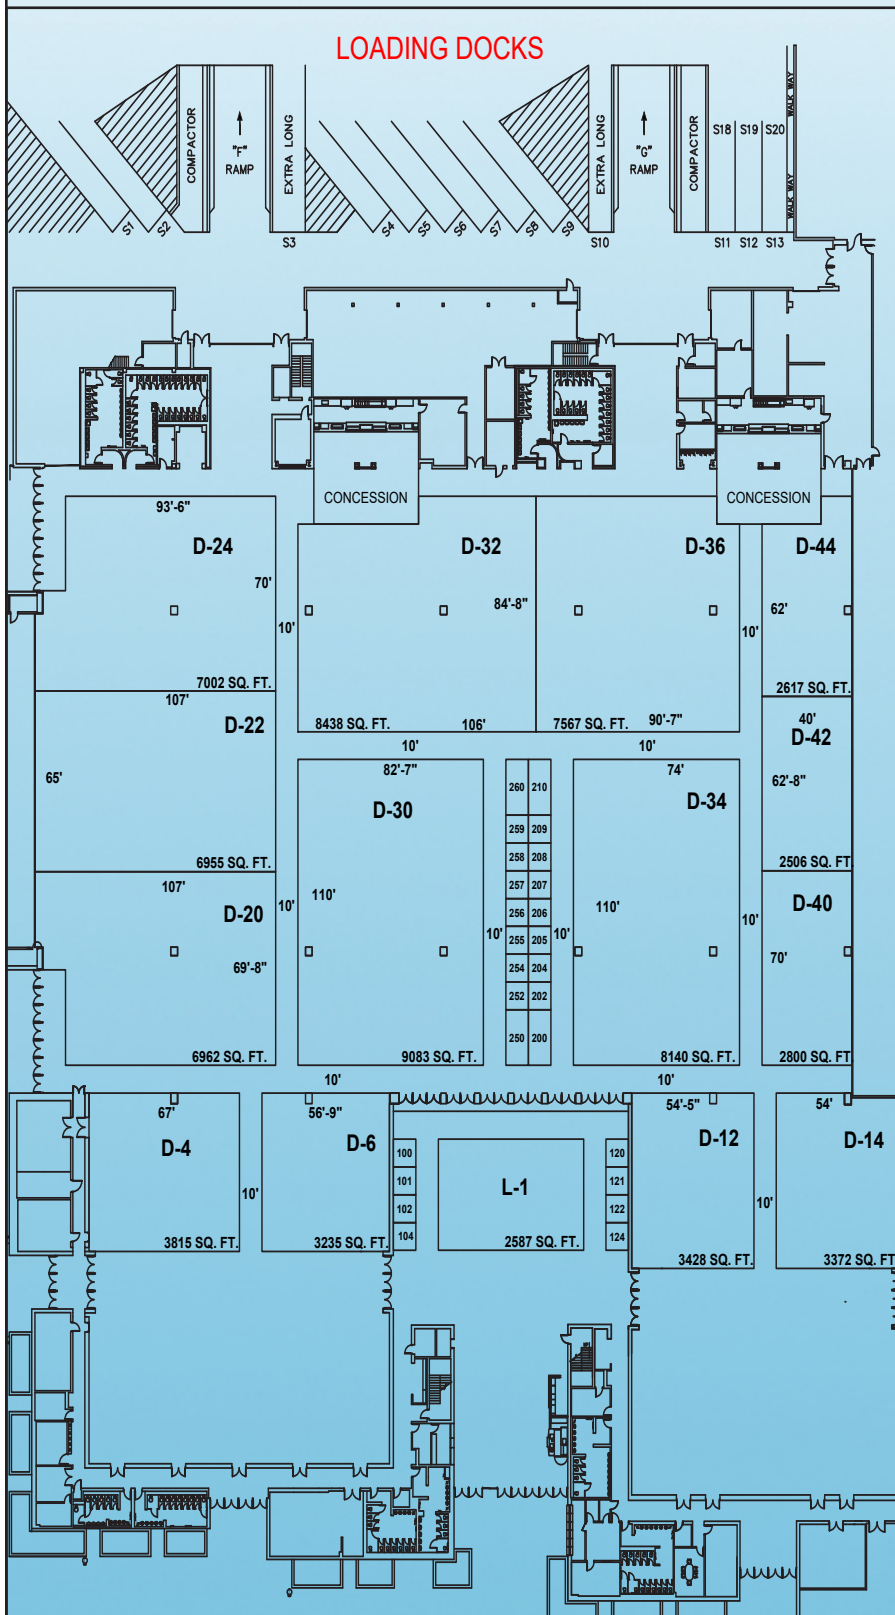 LOADING DOCKS
COMPACTOR
"F"
RAMP
EXTRA LONG
EXTRA LONG
"G"
RAMP
COMPACTOR
WALK WAY
WALK WAY
S18 S19 S20
S1 S2 S3 S4 S5 S6 S7 S8 S9 S10 S11 S12 S13
CONCESSION CONCESSION
93'-6"
D-24 D-32 D-36 D-44
70' 84'-8" 62'
10' 10'
7002 SQ. FT. 2617 SQ. FT.
107' 40'
D-22 8438 SQ. FT. 106' 7567 SQ. FT. 90'-7"
D-42
10' 10'
65' 82'-7" 74' 62'-8"
D-30 260 210 D-34
259 209
6955 SQ. FT. 258 208 2506 SQ. FT.
107' 257 207
D-20 10' 110' 256 206 110' 10' D-40
10' 255 205 10'
69'-8" 254 204 70'
252 202
250 200
6962 SQ. FT. 9083 SQ. FT. 8140 SQ. FT. 2800 SQ. FT.
10' 10'
67' 56'-9" 54'-5" 54'
D-4 D-6 D-12 D-14
100 120
101 L-1 121
10' 10'
102 122
104 124
3815 SQ. FT. 3235 SQ. FT. 2587 SQ. FT. 3428 SQ. FT. 3372 SQ. FT